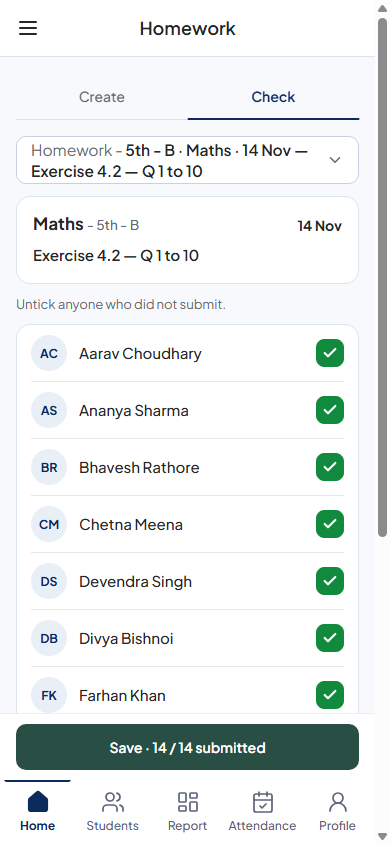 Homework
Create
Check
Homework - 5th - B · Maths · 14 Nov —
Exercise 4.2 — Q 1 to 10
Maths - 5th - B
14 Nov
Exercise 4.2 — Q 1 to 10
Untick anyone who did not submit.
AC Aarav Choudhary
AS Ananya Sharma
BR Bhavesh Rathore
CM Chetna Meena
DS Devendra Singh
DB Divya Bishnoi
FK Farhan Khan
Save · 14 / 14 submitted
Home
Students
Report
Attendance
Profile